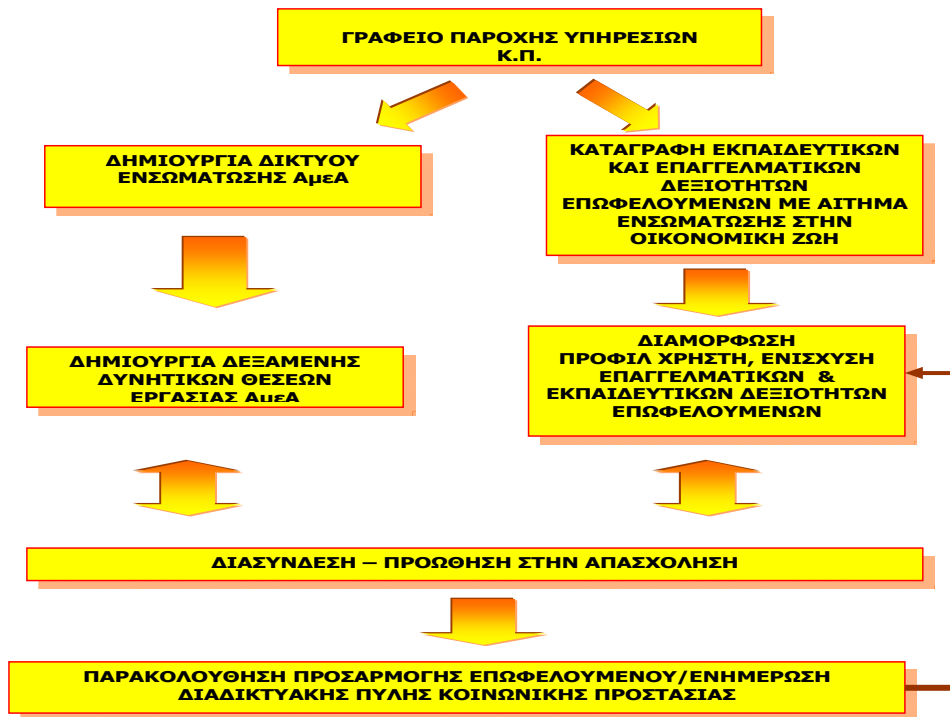 ΓΡΑΦΕΙΟ ΠΑΡΟΧΗΣ ΥΠΗΡΕΣΙΩΝ
Κ.Π.
ΔΗΜΙΟΥΡΓΙΑ ΔΙΚΤΥΟΥ
ΕΝΣΩΜΑΤΩΣΗΣ ΑμεΑ
ΚΑΤΑΓΡΑΦΗ ΕΚΠΑΙΔΕΥΤΙΚΩΝ
ΚΑΙ ΕΠΑΓΓΕΛΜΑΤΙΚΩΝ
ΔΕΞΙΟΤΗΤΩΝ
ΕΠΩΦΕΛΟΥΜΕΝΩΝ ΜΕ ΑΙΤΗΜΑ
ΕΝΣΩΜΑΤΩΣΗΣ ΣΤΗΝ
ΟΙΚΟΝΟΜΙΚΗ ΖΩΗ
ΔΗΜΙΟΥΡΓΙΑ ΔΕΞΑΜΕΝΗΣ
ΔΥΝΗΤΙΚΩΝ ΘΕΣΕΩΝ
ΕΡΓΑΣΙΑΣ ΑμεΑ
ΔΙΑΜΟΡΦΩΣΗ
ΠΡΟΦΙΛ ΧΡΗΣΤΗ, ΕΝΙΣΧΥΣΗ
ΕΠΑΓΓΕΛΜΑΤΙΚΩΝ &
ΕΚΠΑΙΔΕΥΤΙΚΩΝ ΔΕΞΙΟΤΗΤΩΝ
ΕΠΩΦΕΛΟΥΜΕΝΩΝ
ΔΙΑΣΥΝΔΕΣΗ – ΠΡΟΩΘΗΣΗ ΣΤΗΝ ΑΠΑΣΧΟΛΗΣΗ
ΠΑΡΑΚΟΛΟΥΘΗΣΗ ΠΡΟΣΑΡΜΟΓΗΣ ΕΠΩΦΕΛΟΥΜΕΝΟΥ/ΕΝΗΜΕΡΩΣΗ
ΔΙΑΔΙΚΤΥΑΚΗΣ ΠΥΛΗΣ ΚΟΙΝΩΝΙΚΗΣ ΠΡΟΣΤΑΣΙΑΣ